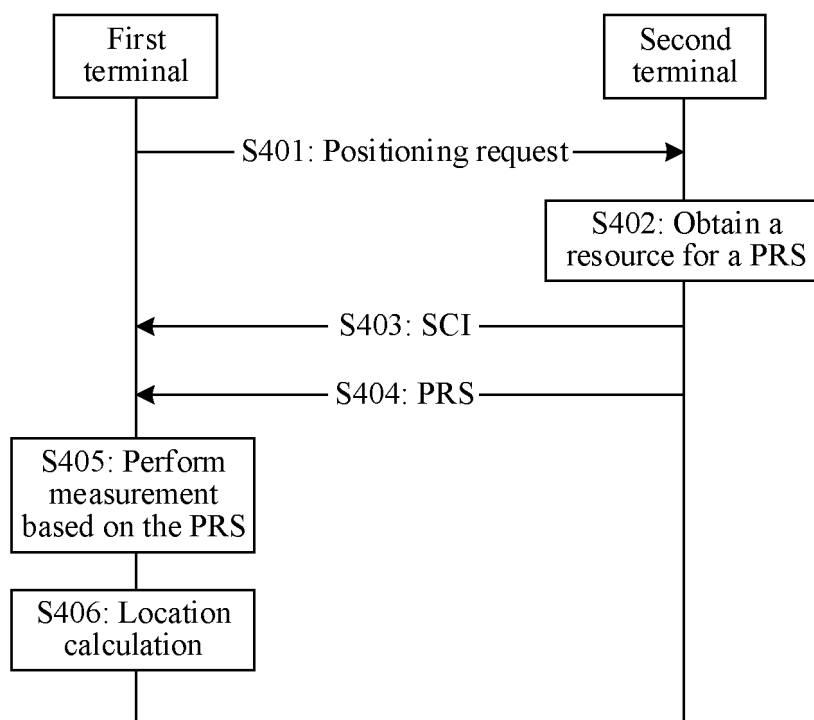 First
terminal
Second
terminal
S401: Positioning request
S402: Obtain a
resource for a PRS
S403: SCI
S404: PRS
S405: Perform
measurement
based on the PRS
S406: Location
calculation